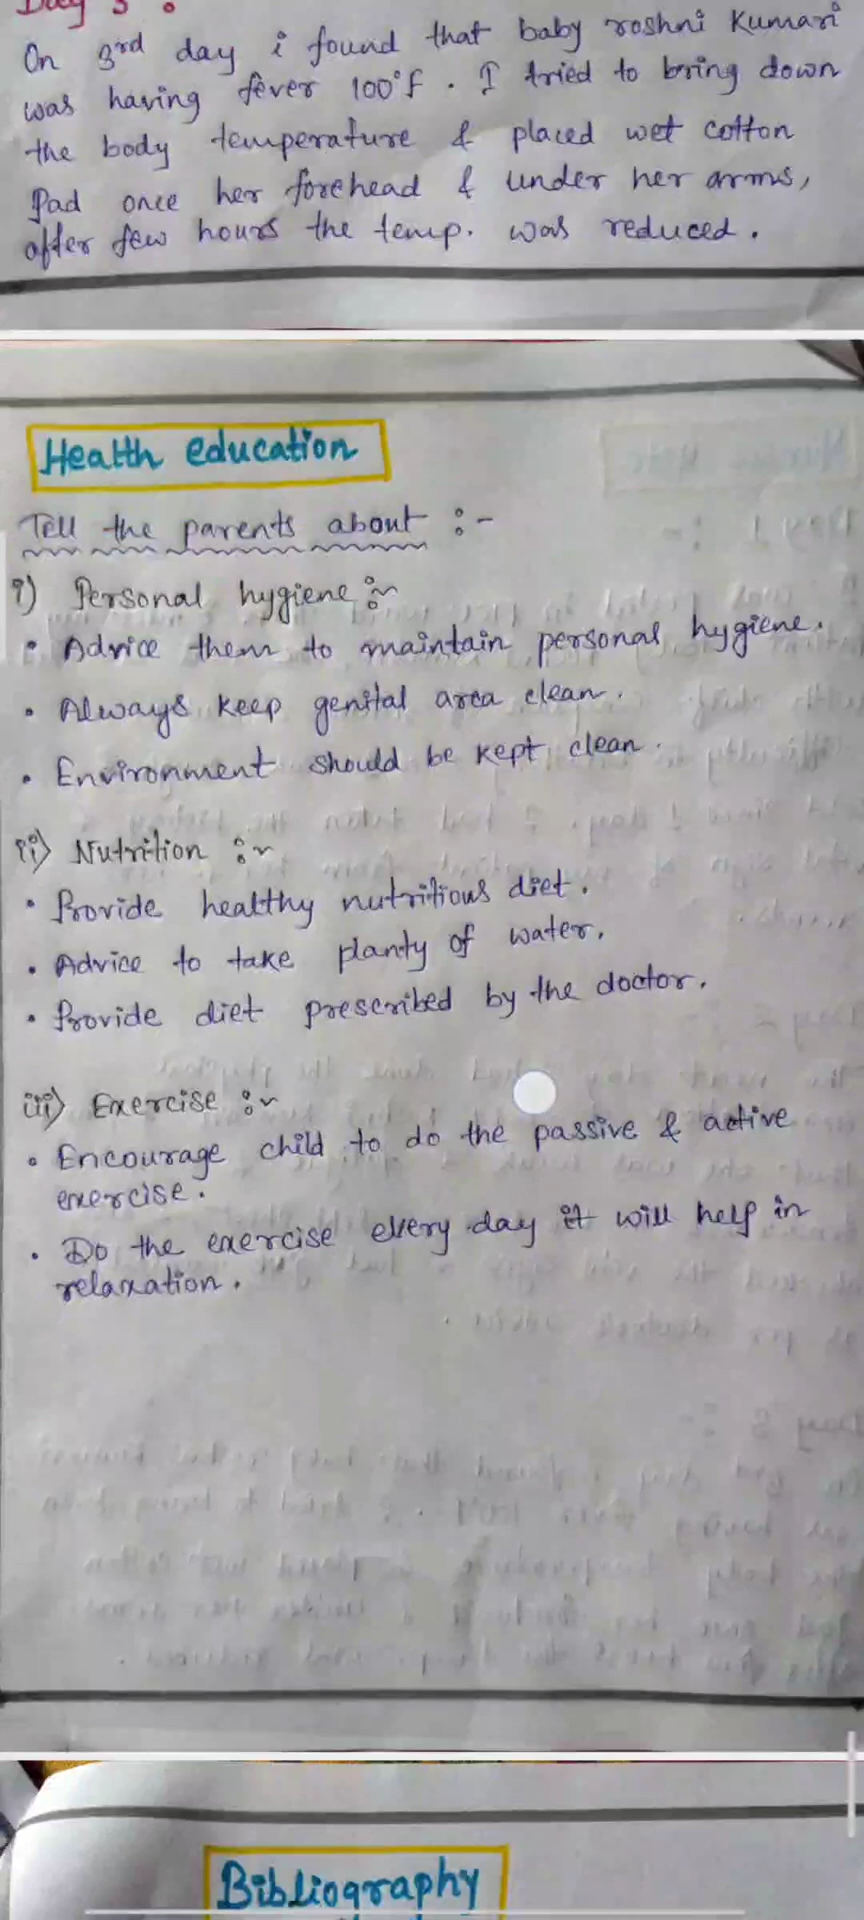 Day 3 :
On 3rd day i found that baby roshni Kumari
was having fever 100°f. I tried to bring down
the body temperature & placed wet cotton
Pad once her forehead & under her arms,
after few hours the temp. was reduced.
Health education
Tell the parents about :-
i) Personal hygiene :~
• Advice them to maintain personal hygiene.
• Always keep genital area clean.
• Environment should be kept clean.
ii) Nutrition :~
• Provide healthy nutritious diet.
• Advice to take planty of water.
• Provide diet prescribed by the doctor.
iii) Exercise :~
• Encourage child to do the passive & active
exercise.
• Do the exercise every day it will help in
relaxation.
Bibliography